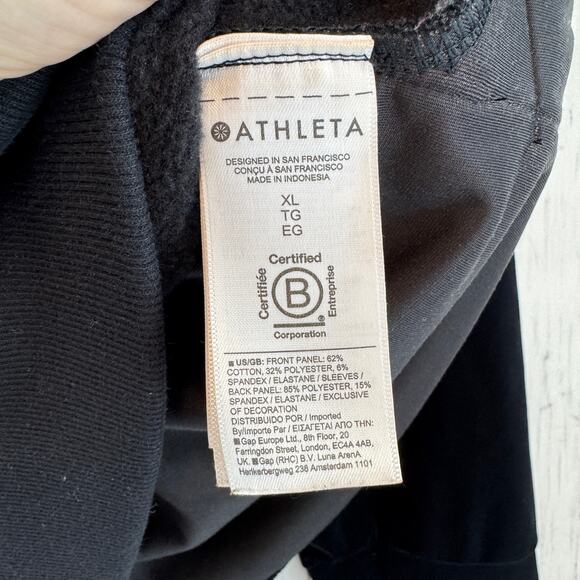 ATHLETA
DESIGNED IN SAN FRANCISCO
CONÇU À SAN FRANCISCO
MADE IN INDONESIA
XL
TG
EG
Certified
Certifiée
B
Entreprise
®
Corporation
■ US/GB: FRONT PANEL: 62%
COTTON, 32% POLYESTER, 6%
SPANDEX / ELASTANE / SLEEVES /
BACK PANEL: 85% POLYESTER, 15%
SPANDEX / ELASTANE / EXCLUSIVE
OF DECORATION
DISTRIBUIDO POR / Imported
By/Importe Par / ΕΙΣΑΓΕΤΑΙ ΑΠΟ ΤΗΝ:
■Gap Europe Ltd., 8th Floor, 20
Farringdon Street, London, EC4A 4AB,
UK. ■Gap (RHC) B.V. Luna ArenA
Herikerbergweg 238 Amsterdam 1101